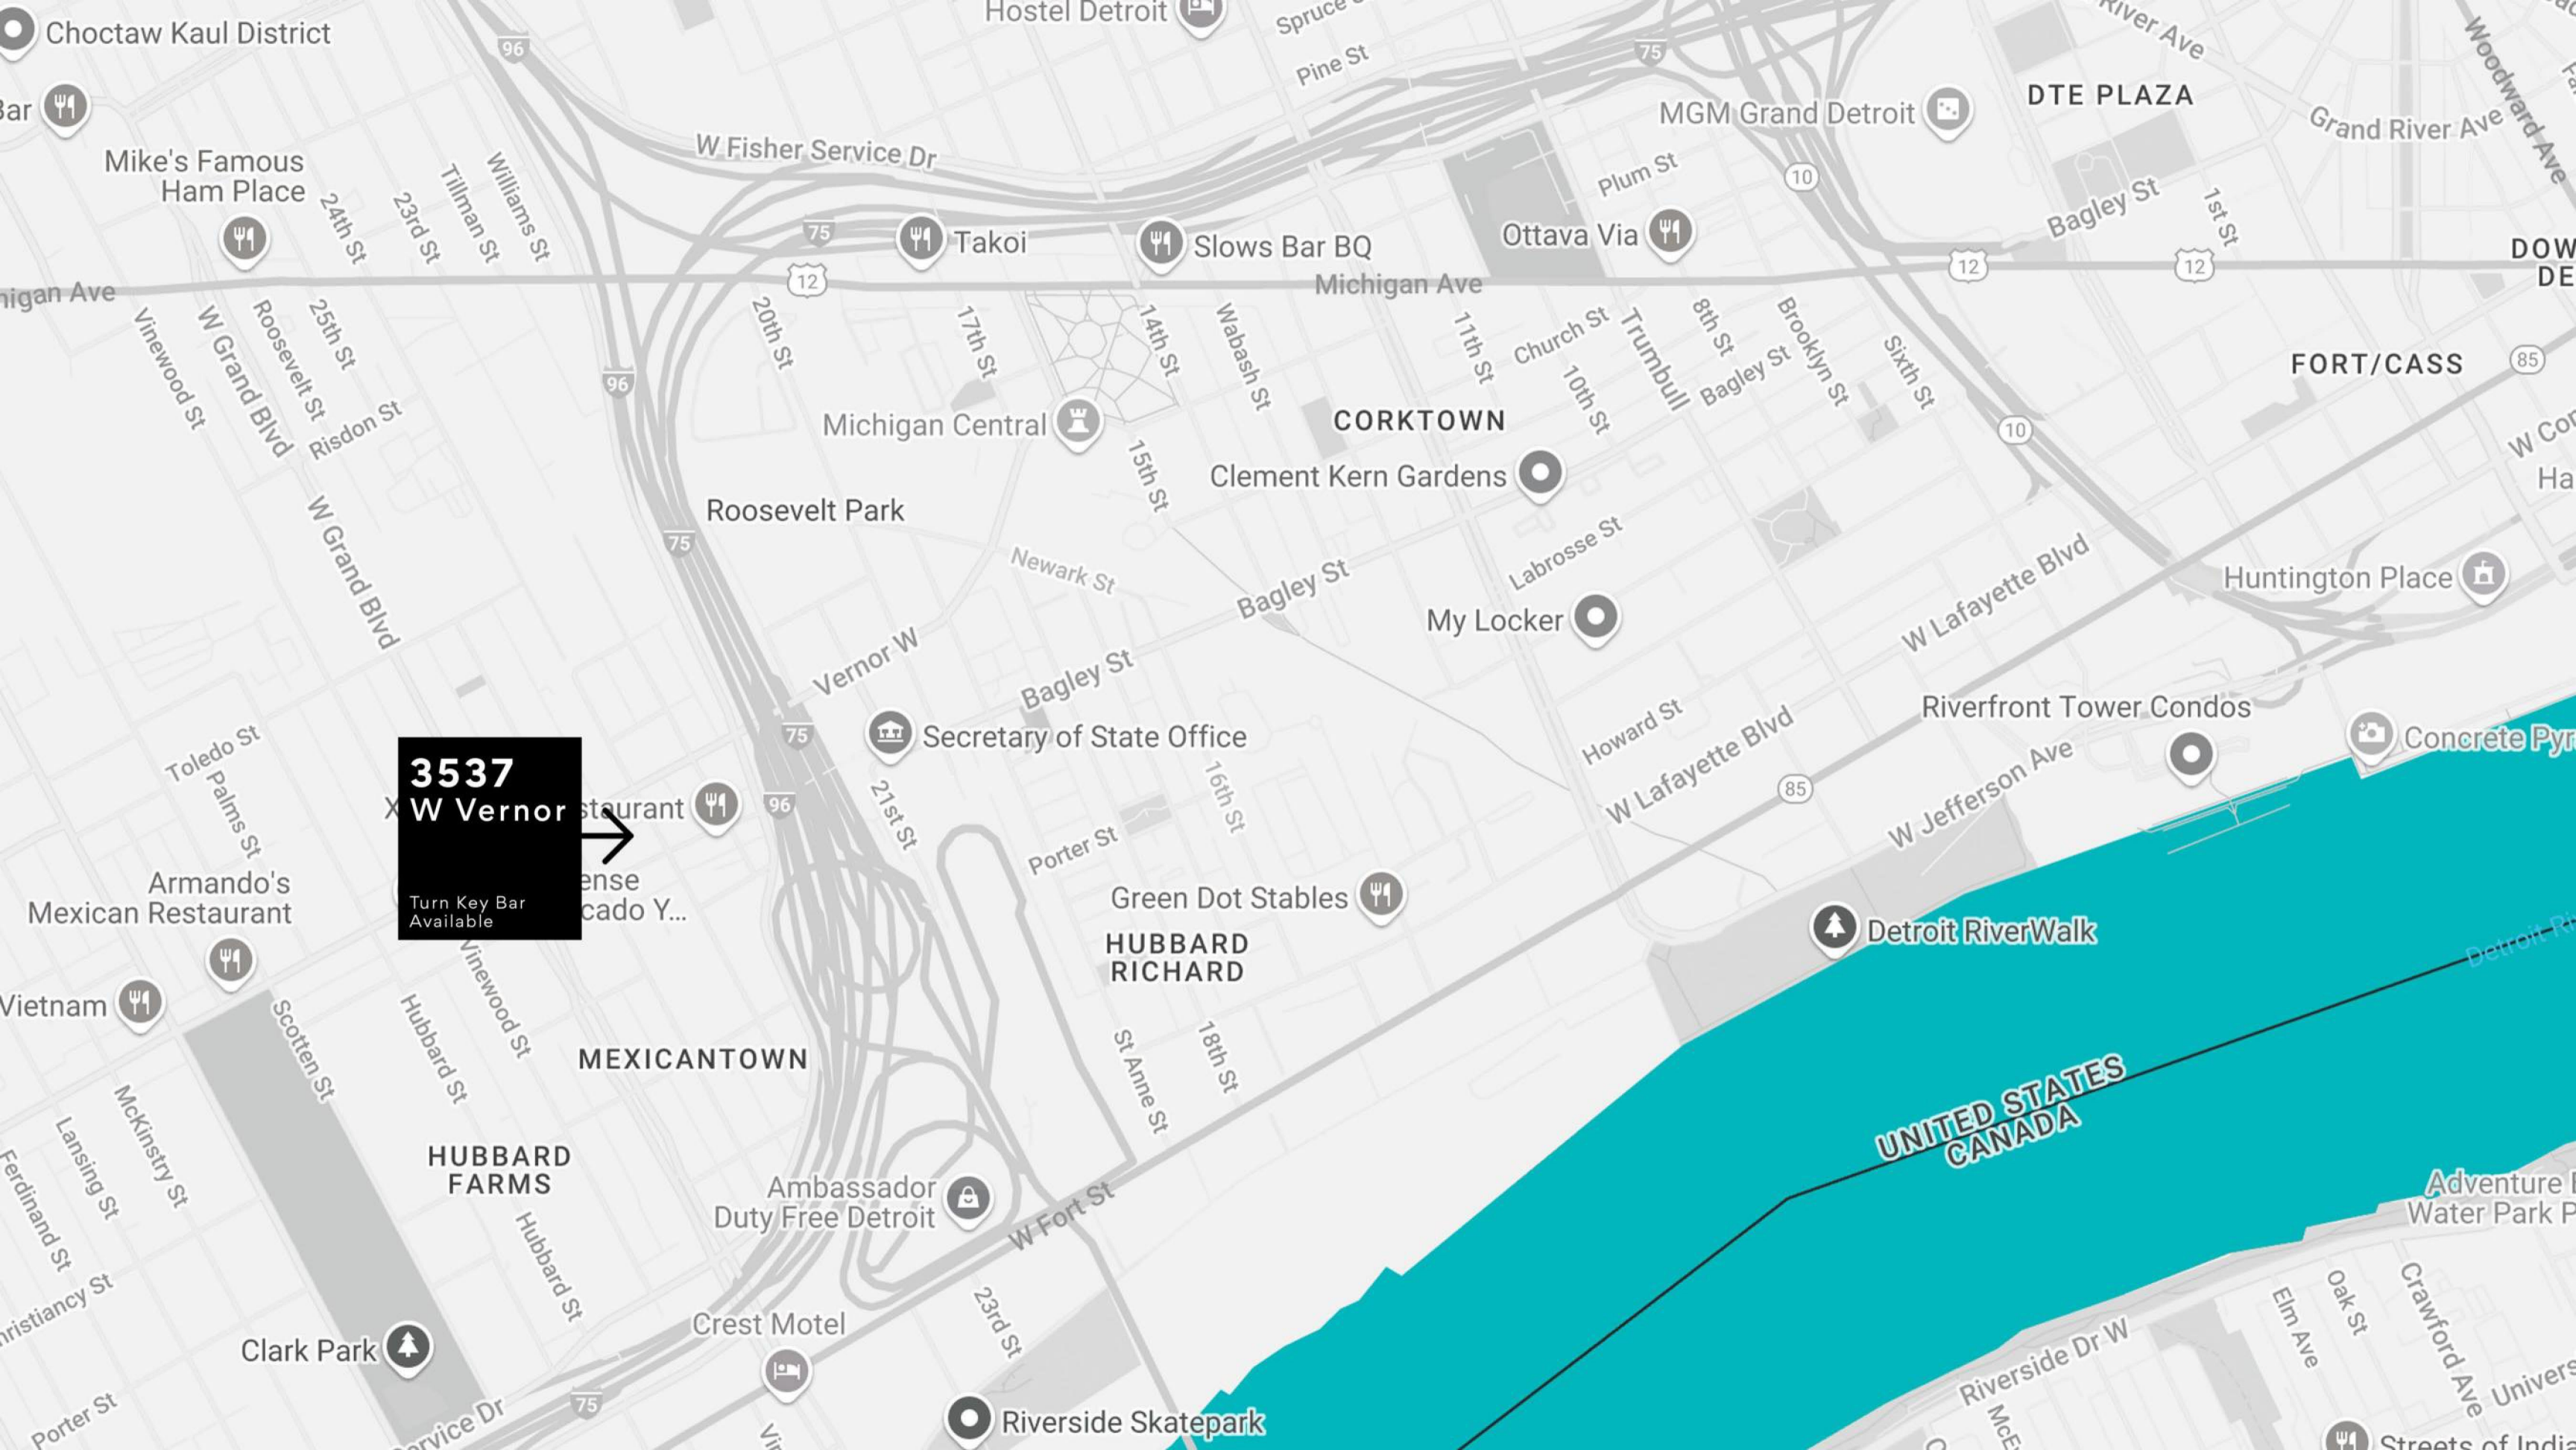 Choctaw Kaul District
96
Hostel Detroit
Spruce
Pine St
75
River Ave
Woodward Ave
Bar
W Fisher Service Dr
MGM Grand Detroit
DTE PLAZA
Grand River Ave
Mike's Famous
Ham Place
24th St
23rd St
Tillman St
Williams St
Plum St
10
Bagley St
1st St
75
Takoi
Slows Bar BQ
Ottava Via
12
Michigan Ave
12
12
higan Ave
DOW
DE
Vinewood St
W Grand Blvd
Roosevelt St
25th St
Risdon St
96
20th St
17th St
14th St
Wabash St
11th St
Church St
10th St
Trumbull
8th St
Bagley St
Brooklyn St
Sixth St
FORT/CASS
85
Michigan Central
CORKTOWN
10
W Con
Ha
15th St
Clement Kern Gardens
W Grand Blvd
Roosevelt Park
75
Newark St
Labrosse St
W Lafayette Blvd
Huntington Place
Bagley St
My Locker
Vernor W
Bagley St
Toledo St
Palms St
75
Secretary of State Office
Howard St
W Lafayette Blvd
Riverfront Tower Condos
W Jefferson Ave
Concrete Pyr
3537
W Vernor
Turn Key Bar
Available
X
staurant
96
21st St
16th St
85
Porter St
Armando's
Mexican Restaurant
ense
cado Y...
Green Dot Stables
HUBBARD
RICHARD
Detroit RiverWalk
Detroit Ri
Vietnam
Vinewood St
Hubbard St
Scotten St
MEXICANTOWN
St Anne St
18th St
UNITED STATES
CANADA
McKinstry St
Lansing St
Ferdinand St
HUBBARD
FARMS
Hubbard St
Ambassador
Duty Free Detroit
W Fort St
Adventure
Water Park P
hristiancy St
Clark Park
Crest Motel
23rd St
Riverside Dr W
Elm Ave
Oak St
Crawford Ave
Univers
Porter St
ervice Dr
75
Riverside Skatepark
Vin
McE
Streets of Indi